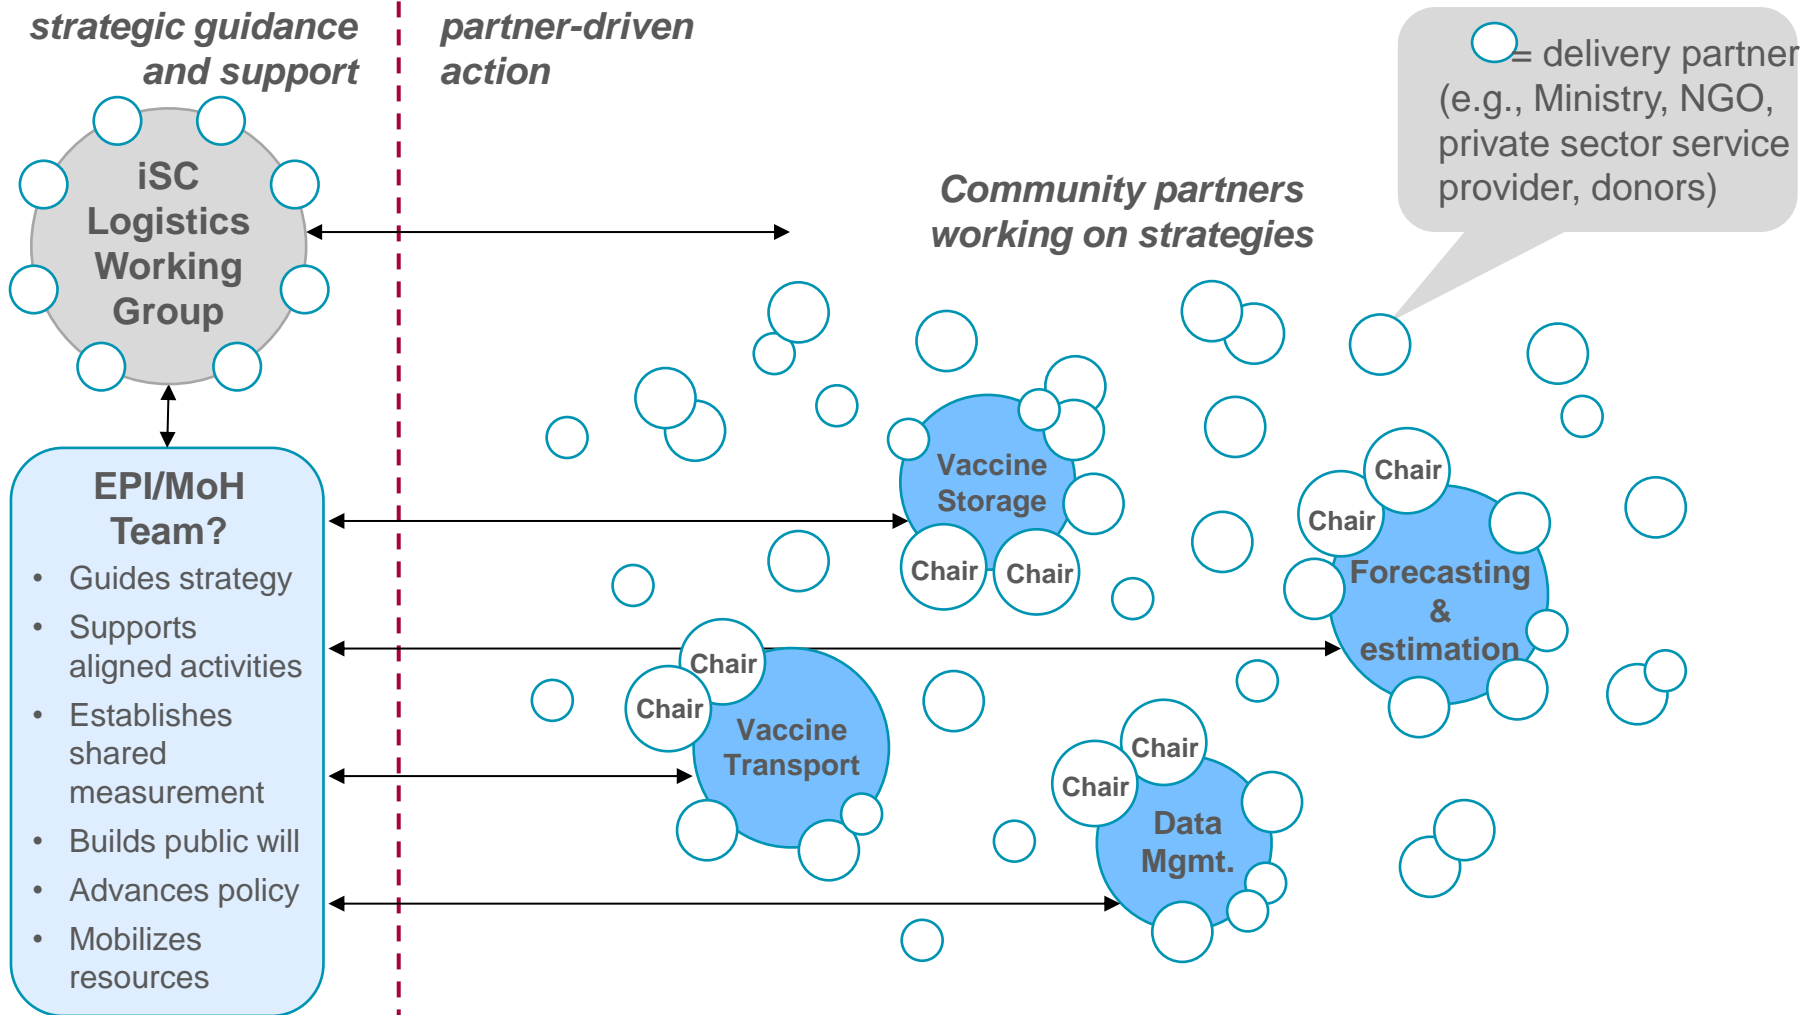 strategic guidance
and support
partner-driven
action
= delivery partner
(e.g., Ministry, NGO,
private sector service
provider, donors)
iSC
Logistics
Working
Group
Community partners
working on strategies
EPI/MoH
Team?
• Guides strategy
• Supports
aligned activities
• Establishes
shared
measurement
• Builds public will
• Advances policy
• Mobilizes
resources
Vaccine
Storage
Chair
Chair
Chair
Chair
Forecasting
&
estimation
Chair
Chair
Vaccine
Transport
Chair
Chair
Data
Mgmt.